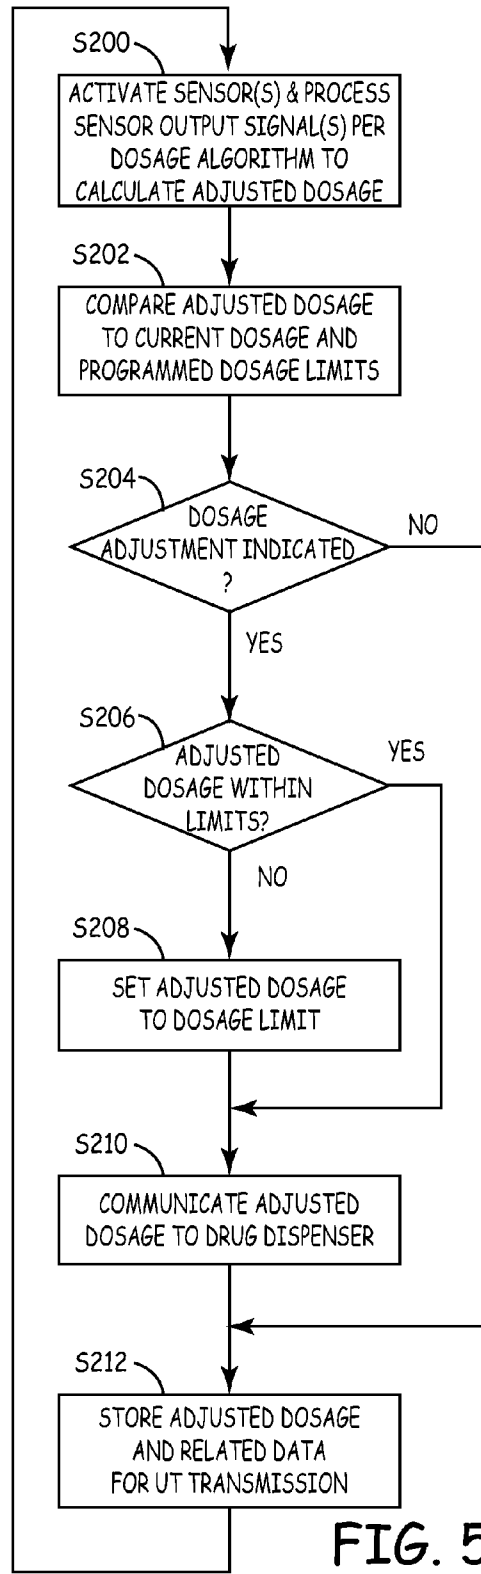 S200
ACTIVATE SENSOR(S) & PROCESS
SENSOR OUTPUT SIGNAL(S) PER
DOSAGE ALGORITHM TO
CALCULATE ADJUSTED DOSAGE
S202
COMPARE ADJUSTED DOSAGE
TO CURRENT DOSAGE AND
PROGRAMMED DOSAGE LIMITS
S204
DOSAGE
ADJUSTMENT INDICATED
?
NO
YES
S206
ADJUSTED
DOSAGE WITHIN
LIMITS?
YES
NO
S208
SET ADJUSTED DOSAGE
TO DOSAGE LIMIT
S210
COMMUNICATE ADJUSTED
DOSAGE TO DRUG DISPENSER
S212
STORE ADJUSTED DOSAGE
AND RELATED DATA
FOR UT TRANSMISSION
FIG. 5